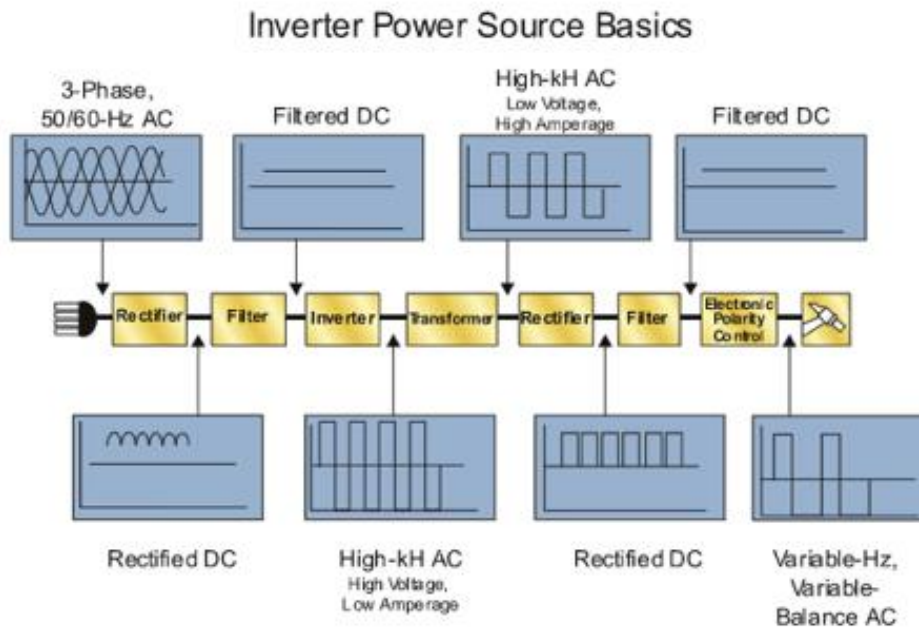 Inverter Power Source Basics
3-Phase,
50/60-Hz AC
Filtered DC
High-kH AC
Low Voltage,
High Amperage
Filtered DC
Rectifier
Filter
Inverter
Transformer
Rectifier
Filter
Electronic
Polarity
Control
Rectified DC
High-kH AC
High Voltage,
Low Amperage
Rectified DC
Variable-Hz,
Variable-
Balance AC